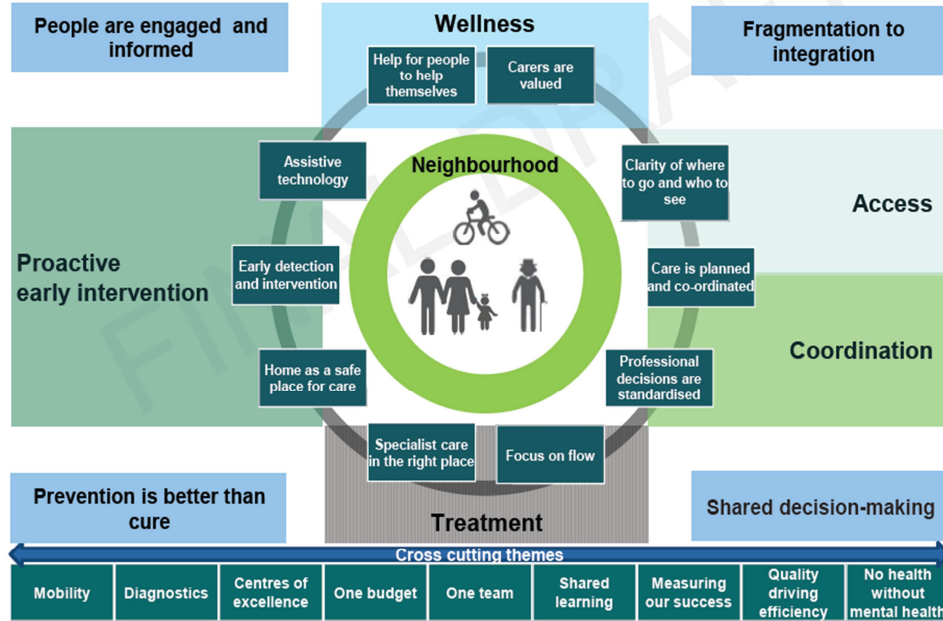 People are engaged and
informed
Wellness
Fragmentation to
integration
Help for people
to help
themselves
Carers are
valued
Assistive
technology
Neighbourhood
Clarity of where
to go and who to
see
Access
Proactive
early intervention
Early detection
and intervention
Care is planned
and co-ordinated
Coordination
Home as a safe
place for care
Professional
decisions are
standardised
Specialist care
in the right place
Focus on flow
Prevention is better than
cure
Treatment
Shared decision-making
Cross cutting themes
Mobility
Diagnostics
Centres of
excellence
One budget
One team
Shared
learning
Measuring
our success
Quality
driving
efficiency
No health
without
mental health
FINAL DRAFT